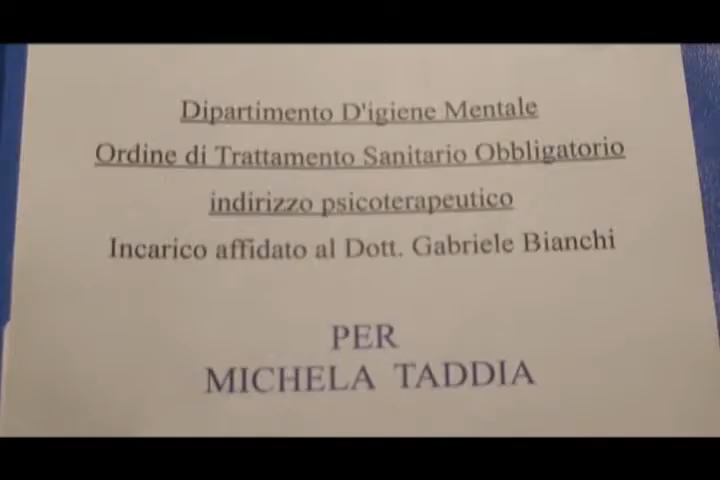 Dipartimento D'igiene Mentale
Ordine di Trattamento Sanitario Obbligatorio
indirizzo psicoterapeutico
Incarico affidato al Dott. Gabriele Bianchi
PER
MICHELA TADDIA